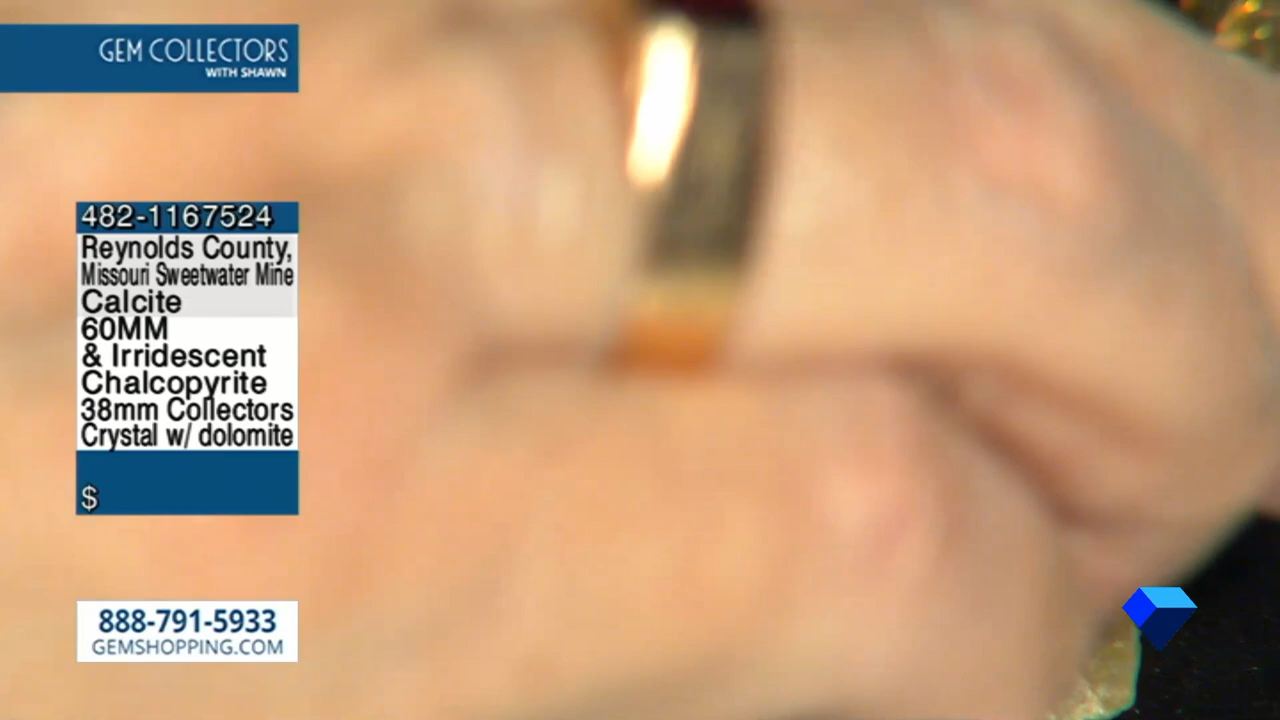 GEM COLLECTORS
WITH SHAWN
482-1167524
Reynolds County,
Missouri Sweetwater Mine
Calcite
60MM
& Irridescent
Chalcopyrite
38mm Collectors
Crystal w/ dolomite
$
888-791-5933
GEMSHOPPING.COM